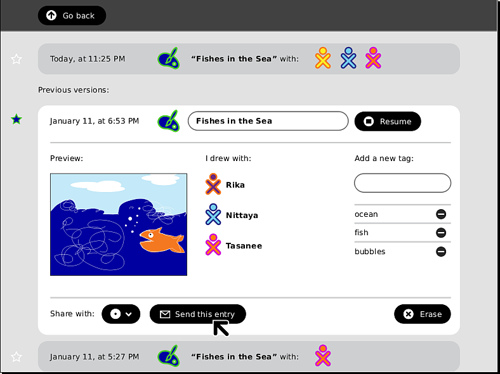 Go back
Today, at 11:25 PM
“Fishes in the Sea” with:
Previous versions:
January 11, at 6:53 PM
Fishes in the Sea
Resume
Preview:
I drew with:
Add a new tag:
Rika
Nittaya
Tasanee
ocean
fish
bubbles
Share with:
Send this entry
Erase
January 11, at 5:27 PM
“Fishes in the Sea” with: